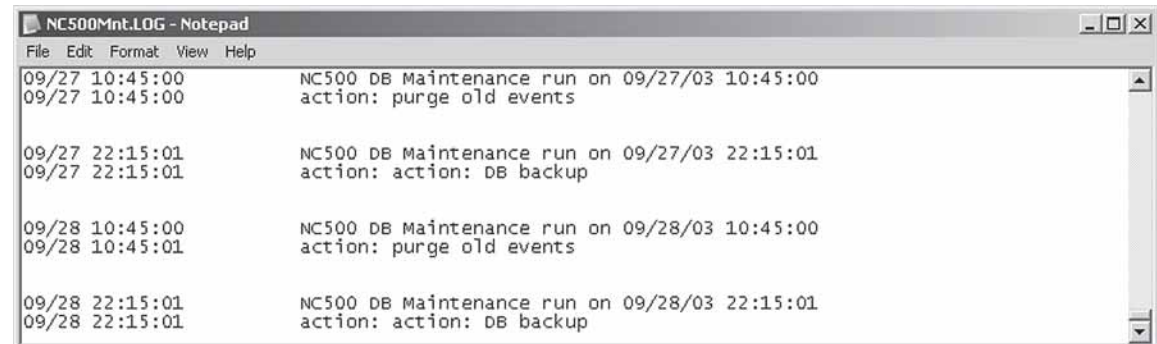 NC500Mnt.LOG - Notepad
File Edit Format View Help
09/27 10:45:00 NC500 DB Maintenance run on 09/27/03 10:45:00
09/27 10:45:00 action: purge old events
09/27 22:15:01 NC500 DB Maintenance run on 09/27/03 22:15:01
09/27 22:15:01 action: action: DB backup
09/28 10:45:00 NC500 DB Maintenance run on 09/28/03 10:45:00
09/28 10:45:01 action: purge old events
09/28 22:15:01 NC500 DB Maintenance run on 09/28/03 22:15:01
09/28 22:15:01 action: action: DB backup